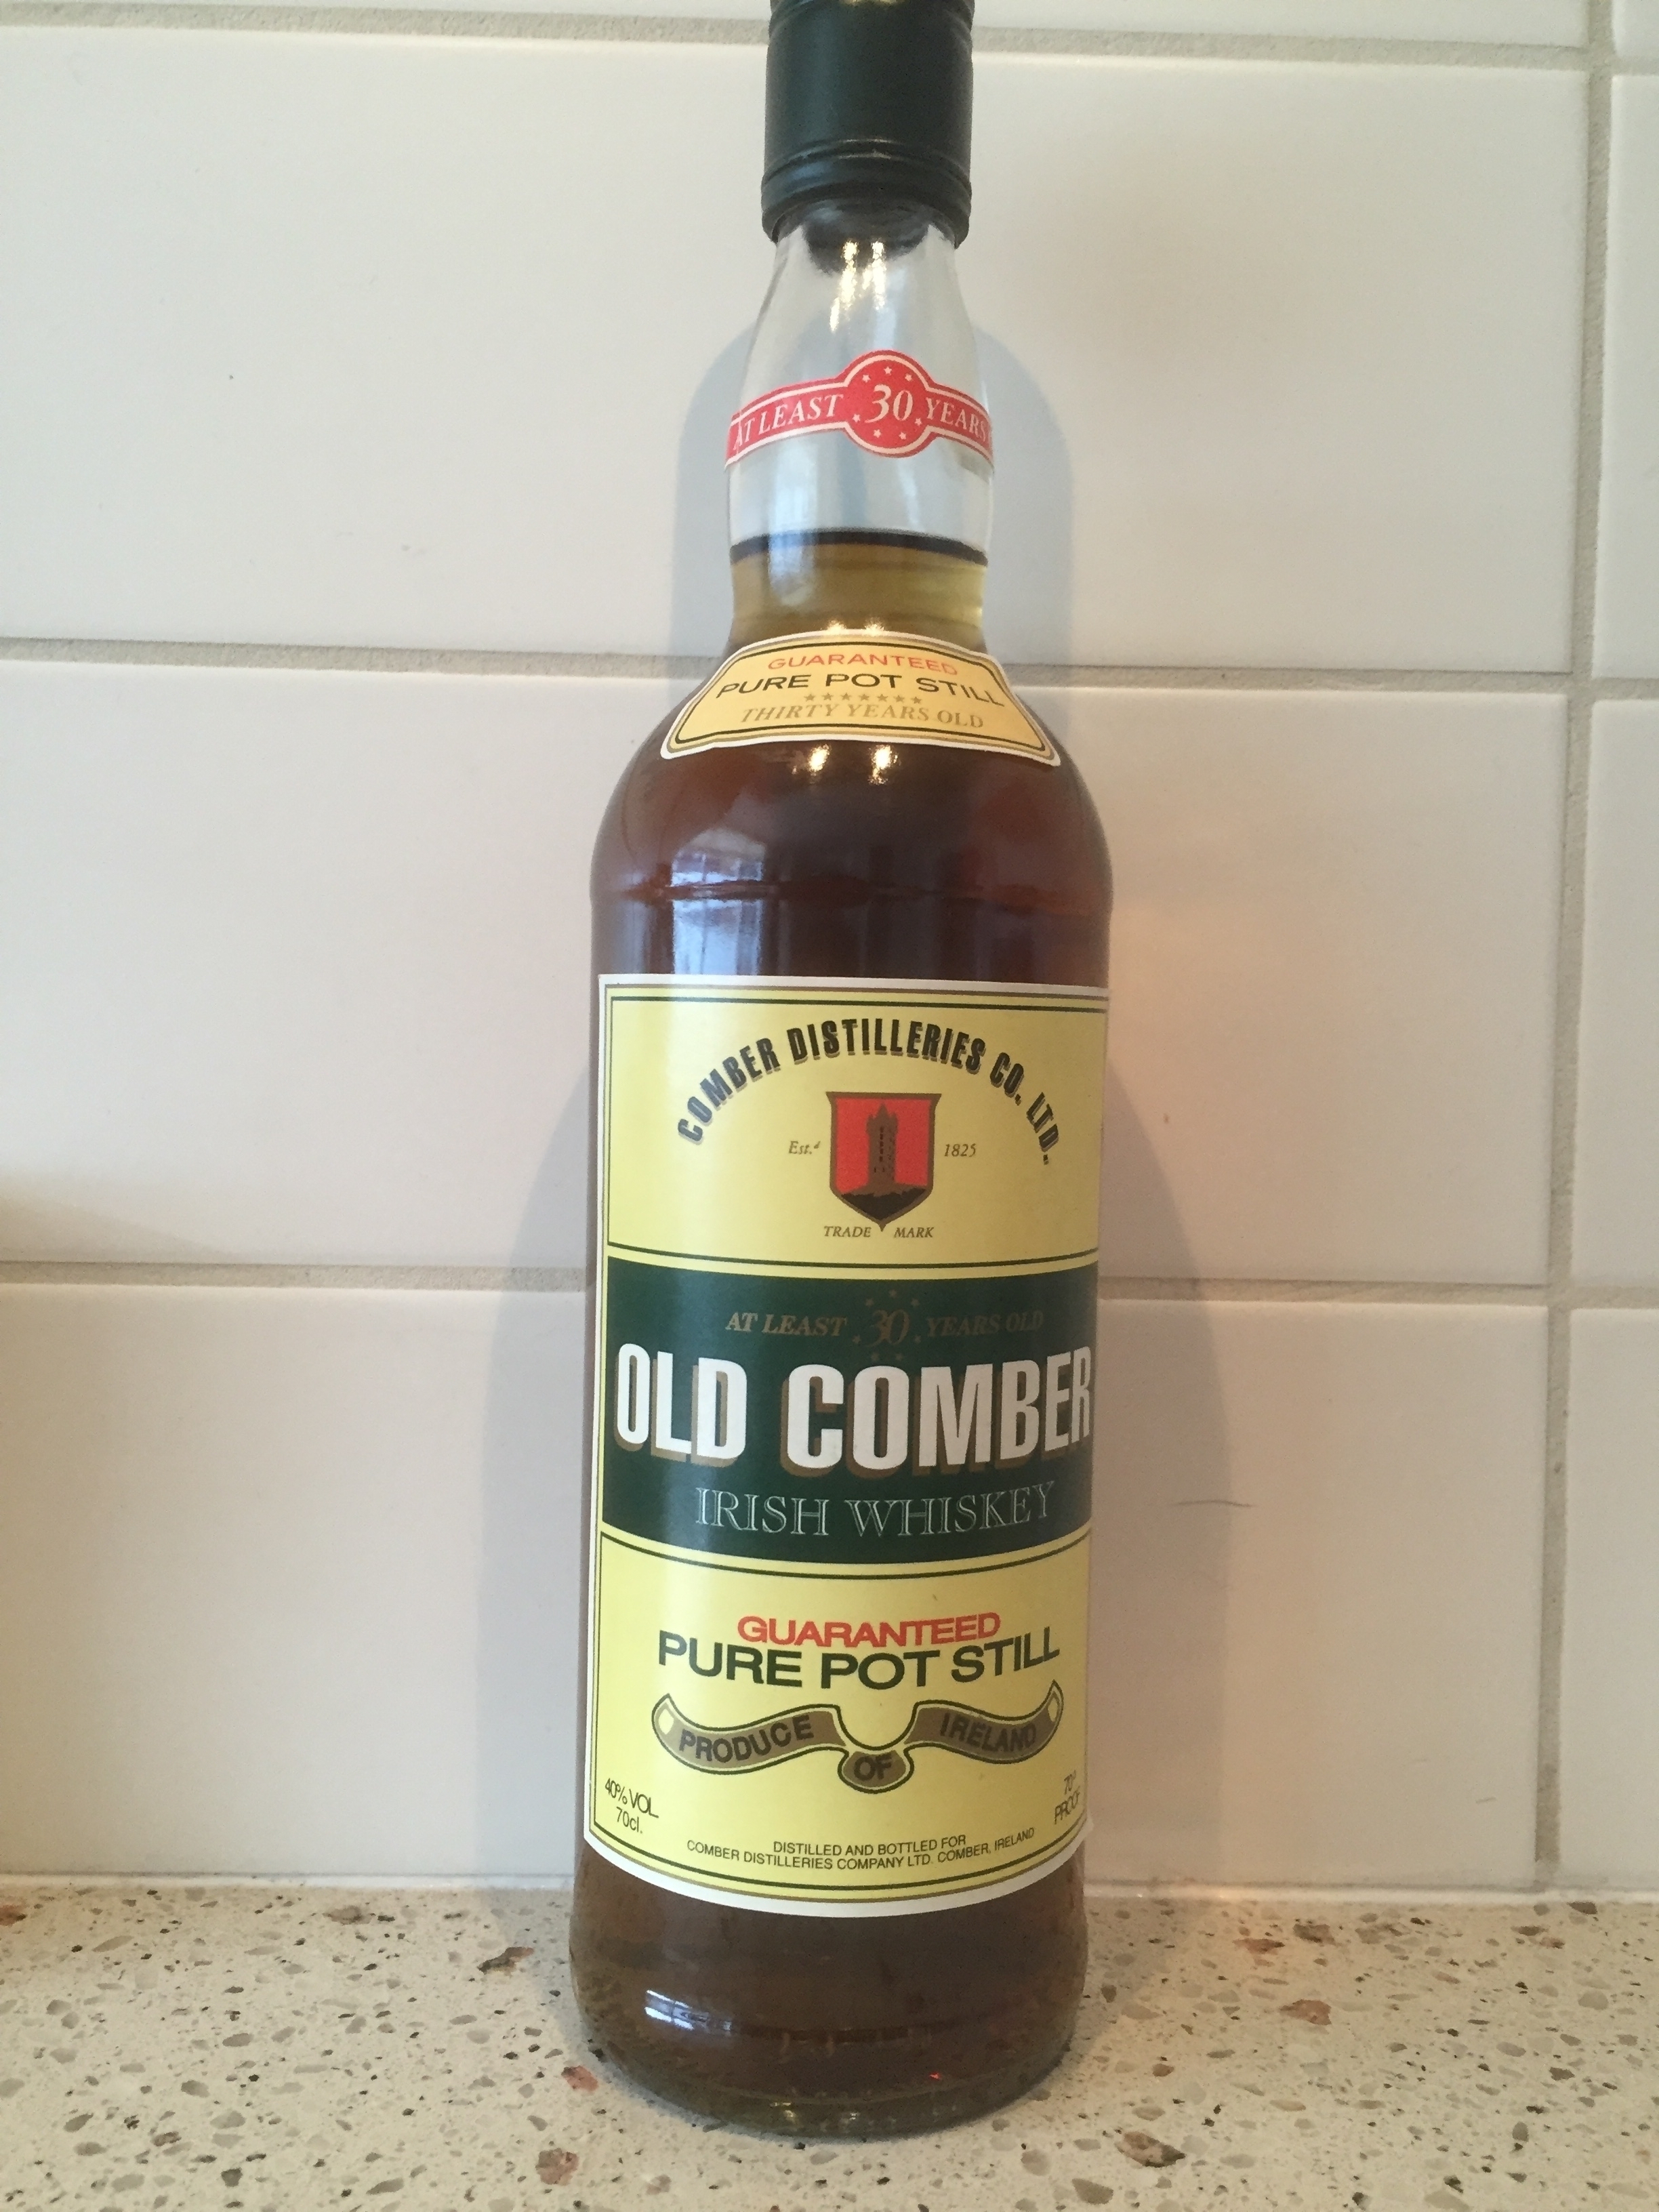 AT LEAST 30 YEARS
GUARANTEED
PURE POT STILL
THIRTY YEARS OLD
COMBER DISTILLERIES CO. LTD.
Est.d 1825
TRADE MARK
AT LEAST 30 YEARS OLD
OLD COMBER
IRISH WHISKEY
GUARANTEED
PURE POT STILL
PRODUCE OF IRELAND
40% VOL
70cl.
70°
PROOF
DISTILLED AND BOTTLED FOR
COMBER DISTILLERIES COMPANY LTD. COMBER, IRELAND